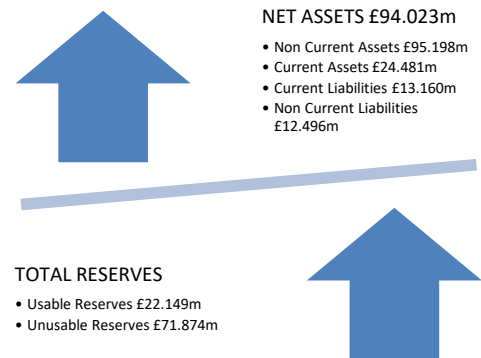 NET ASSETS £94.023m
• Non Current Assets £95.198m
• Current Assets £24.481m
• Current Liabilities £13.160m
• Non Current Liabilities
£12.496m
TOTAL RESERVES
• Usable Reserves £22.149m
• Unusable Reserves £71.874m